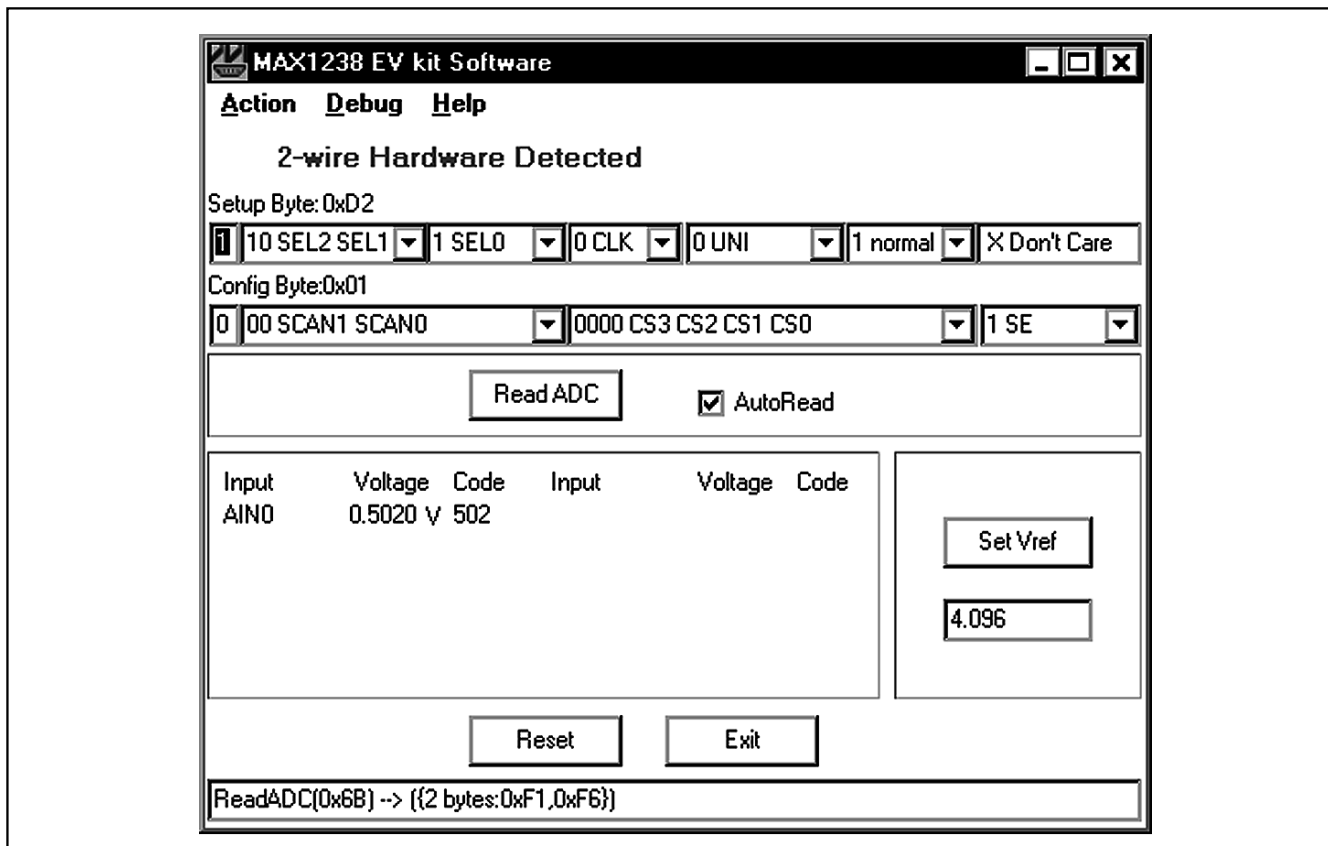 MAX1238 EV kit Software
Action Debug Help
2-wire Hardware Detected
Setup Byte: 0xD2
1 10 SEL2 SEL1 1 SEL0 0 CLK 0 UNI 1 normal X Don't Care
Config Byte:0x01
0 00 SCAN1 SCAN0 0000 CS3 CS2 CS1 CS0 1 SE
Read ADC AutoRead
Input Voltage Code Input Voltage Code
AIN0 0.5020 V 502
Set Vref
4.096
Reset Exit
ReadADC(0x6B) --> ({2 bytes:0xF1,0xF6})